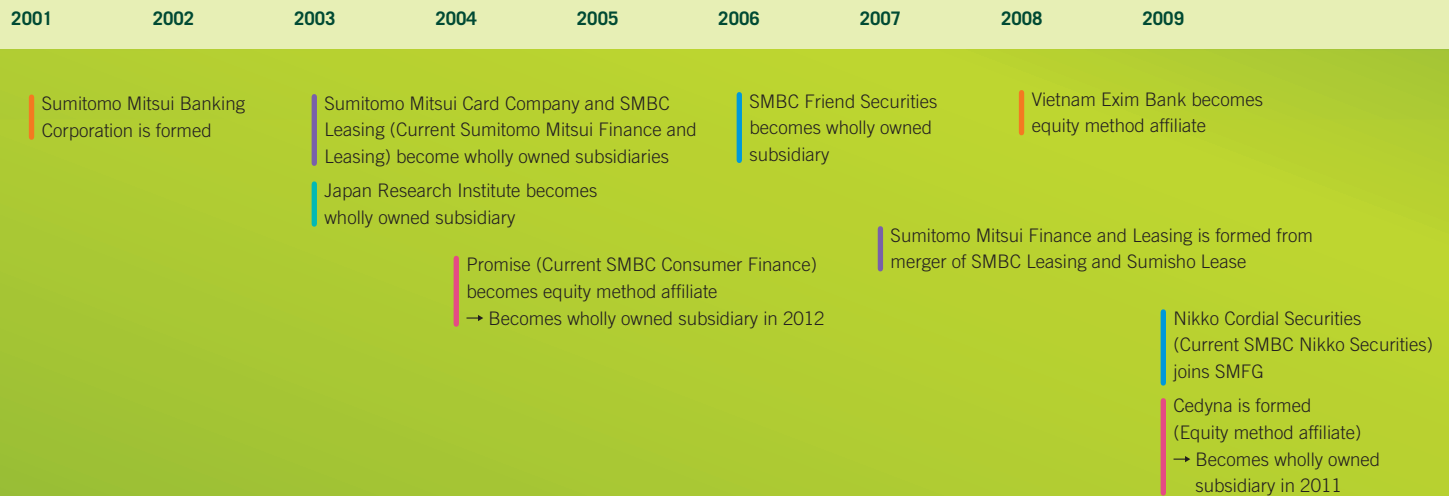 2001 2002 2003 2004 2005 2006 2007 2008 2009
Sumitomo Mitsui Banking
Corporation is formed
Sumitomo Mitsui Card Company and SMBC
Leasing (Current Sumitomo Mitsui Finance and
Leasing) become wholly owned subsidiaries
Japan Research Institute becomes
wholly owned subsidiary
Promise (Current SMBC Consumer Finance)
becomes equity method affiliate
→ Becomes wholly owned subsidiary in 2012
SMBC Friend Securities
becomes wholly owned
subsidiary
Sumitomo Mitsui Finance and Leasing is formed from
merger of SMBC Leasing and Sumisho Lease
Vietnam Exim Bank becomes
equity method affiliate
Nikko Cordial Securities
(Current SMBC Nikko Securities)
joins SMFG
Cedyna is formed
(Equity method affiliate)
→ Becomes wholly owned
subsidiary in 2011